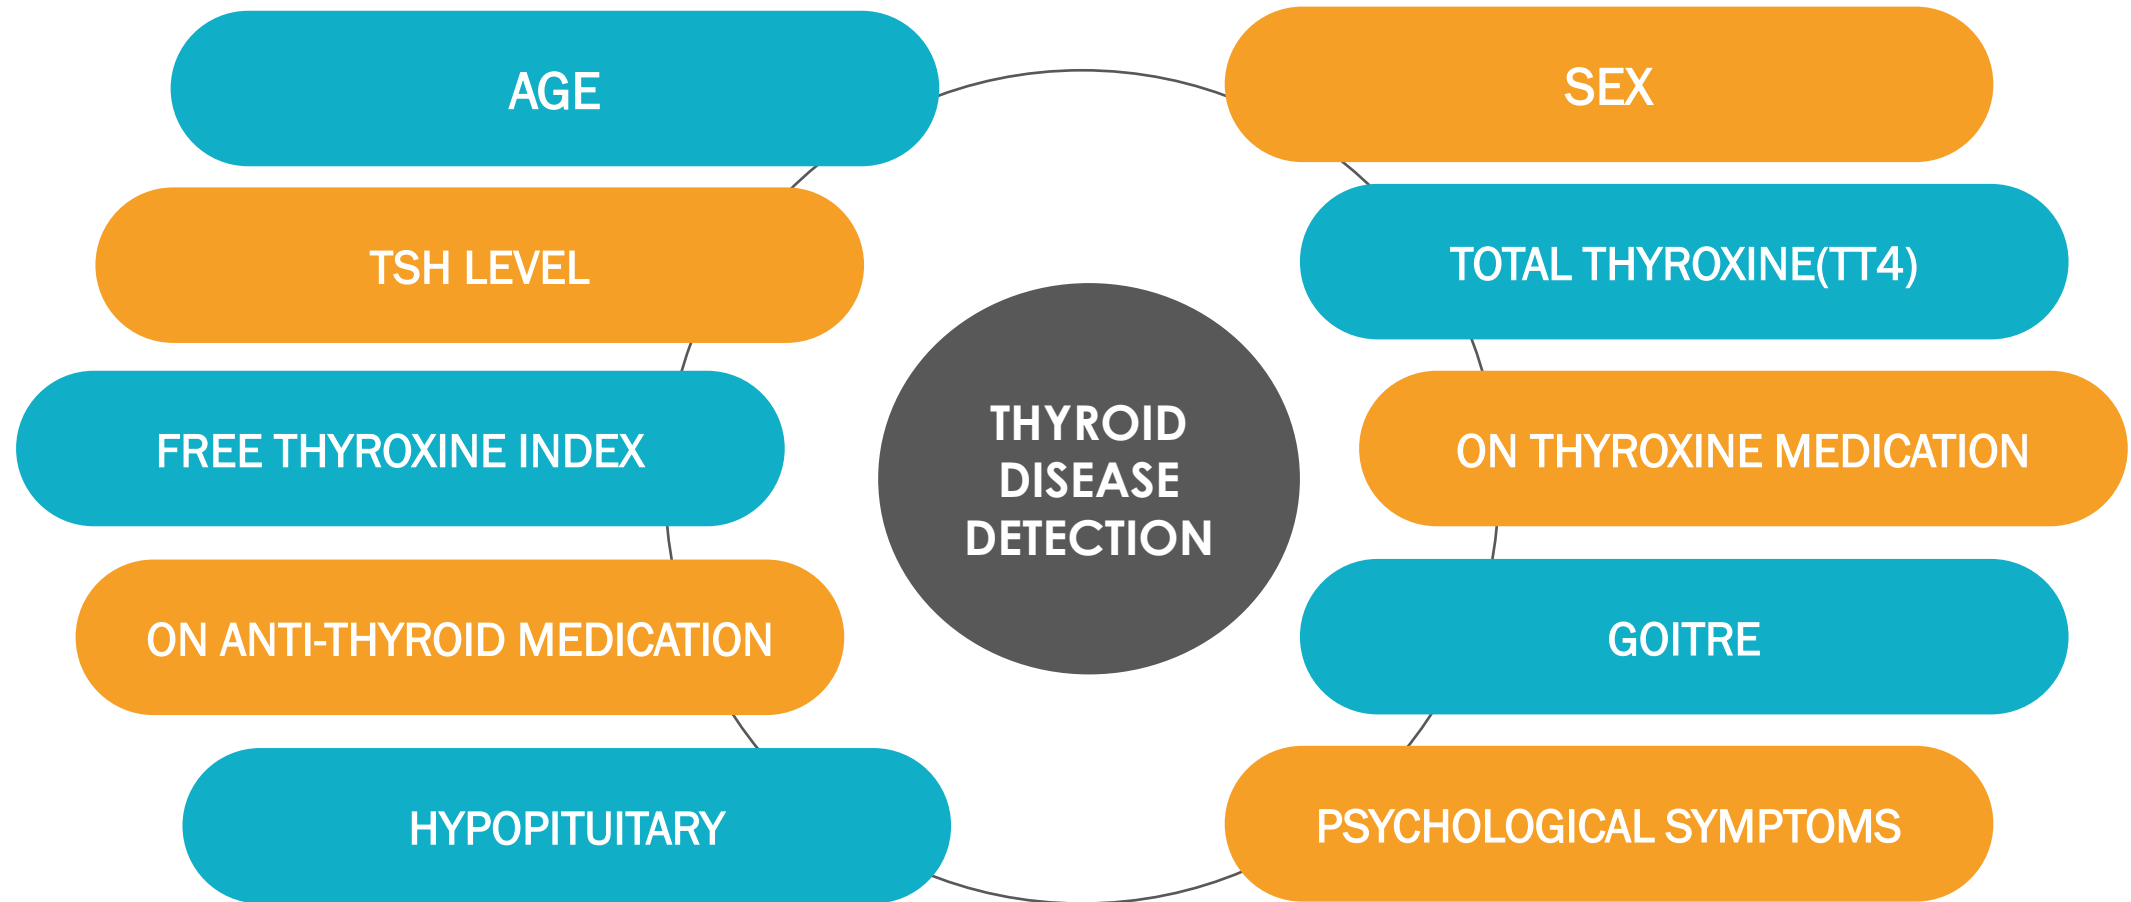 AGE
SEX
TSH LEVEL
TOTAL THYROXINE(TT4)
FREE THYROXINE INDEX
THYROID
DISEASE
DETECTION
ON THYROXINE MEDICATION
ON ANTI-THYROID MEDICATION
GOITRE
HYPOPITUITARY
PSYCHOLOGICAL SYMPTOMS